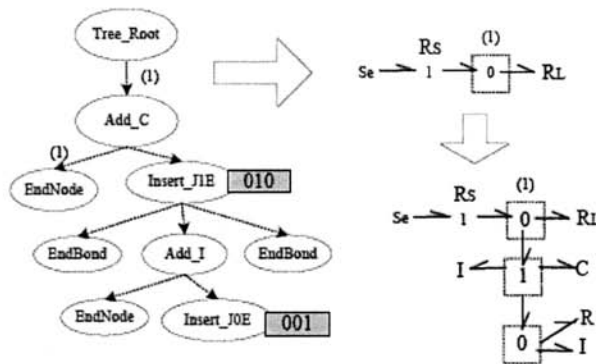 Tree_Root
(1)
Add_C
(1)
EndNode
Insert_J1E
010
EndBond
Add_I
EndBond
EndNode
Insert_J0E
001
(1)
RS
Se
1
0
RL
(1)
RS
Se
1
0
RL
I
1
C
0
R
I